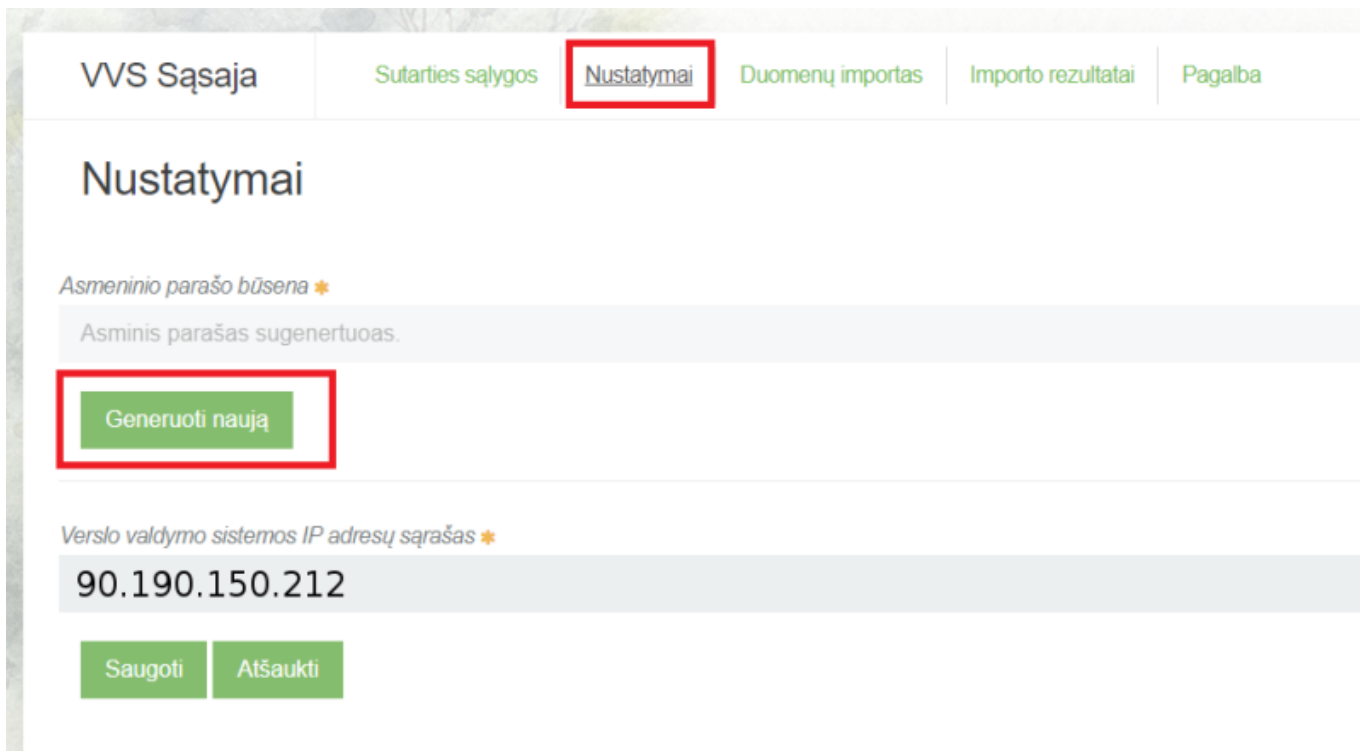 VVS Sąsaja Sutarties sąlygos Nustatymai Duomenų importas Importo rezultatai Pagalba
Nustatymai
Asmeninio parašo būsena *
Asminis parašas sugenertuoas.
Generuoti naują
Verslo valdymo sistemos IP adresų sąrašas *
90.190.150.212
Saugoti Atšaukti